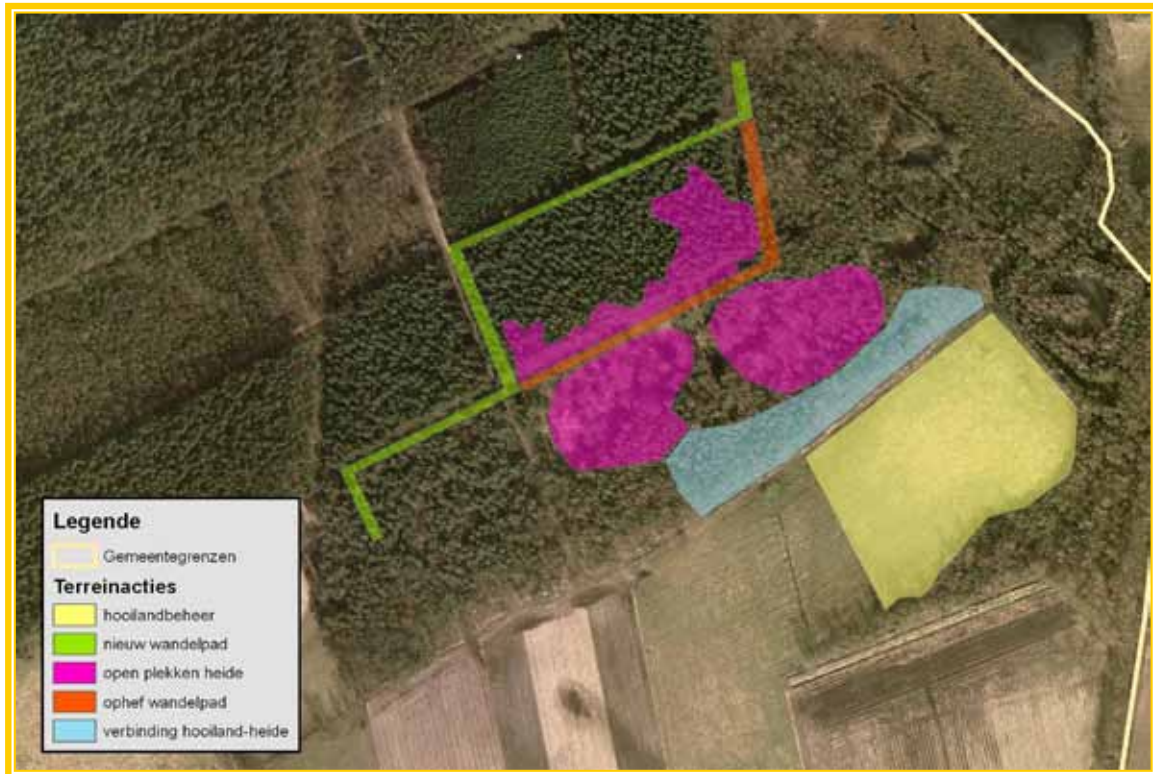 Legende
Gemeentegrenzen
Terreinacties
hooilandbeheer
nieuw wandelpad
open plekken heide
ophef wandelpad
verbinding hooiland-heide